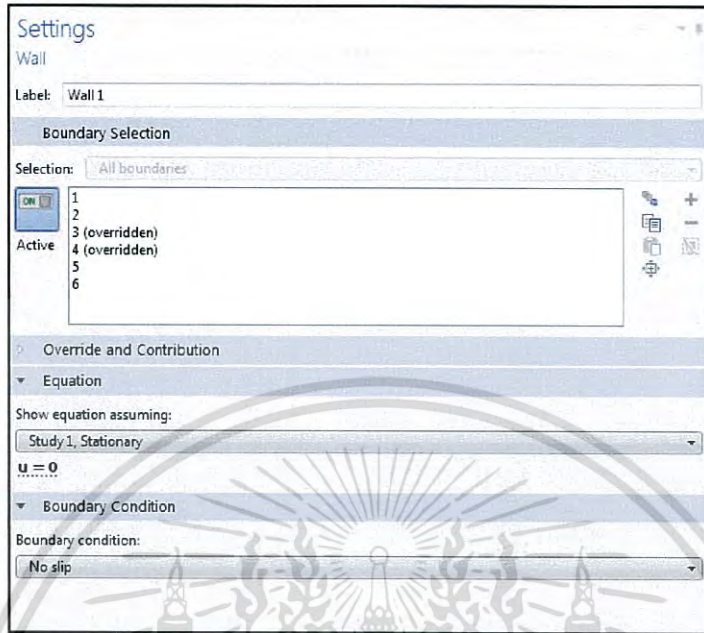 Settings
Wall
Label: Wall 1
Boundary Selection
Selection: All boundaries
ON
Active
1
2
3 (overridden)
4 (overridden)
5
6
Override and Contribution
Equation
Show equation assuming:
Study 1, Stationary
u = 0
Boundary Condition
Boundary condition:
No slip